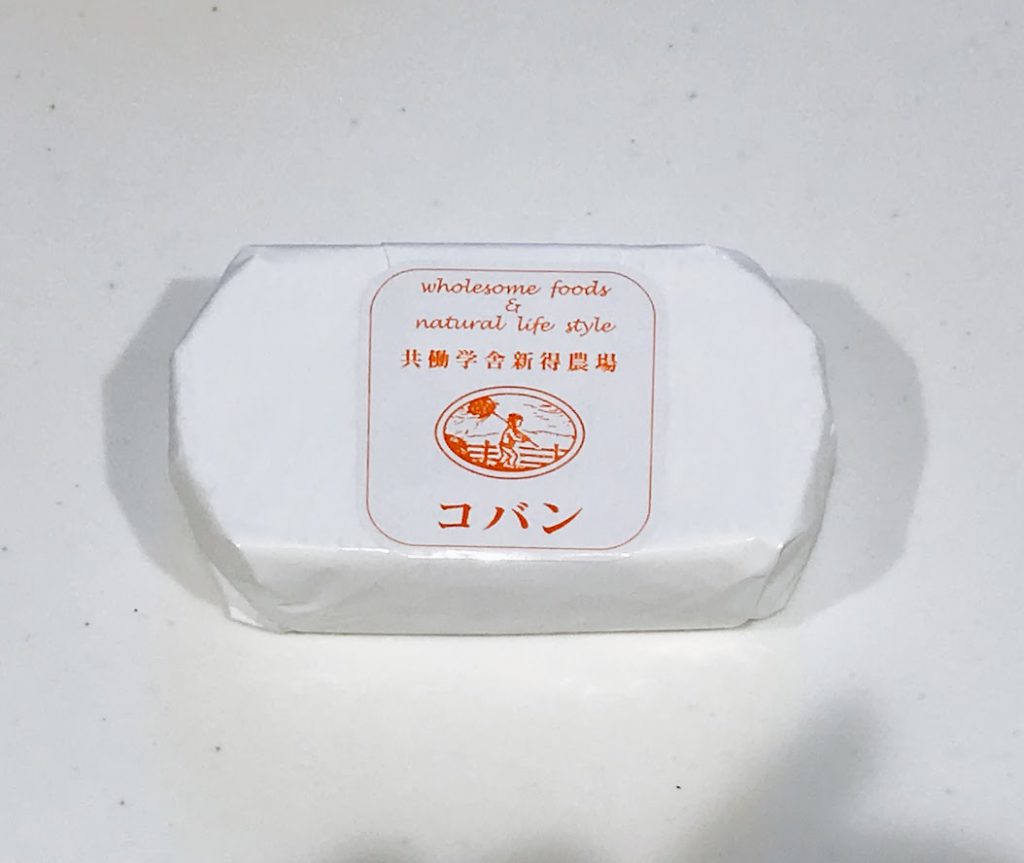 wholesome foods
&
natural life style
共働学舎新得農場
コバン